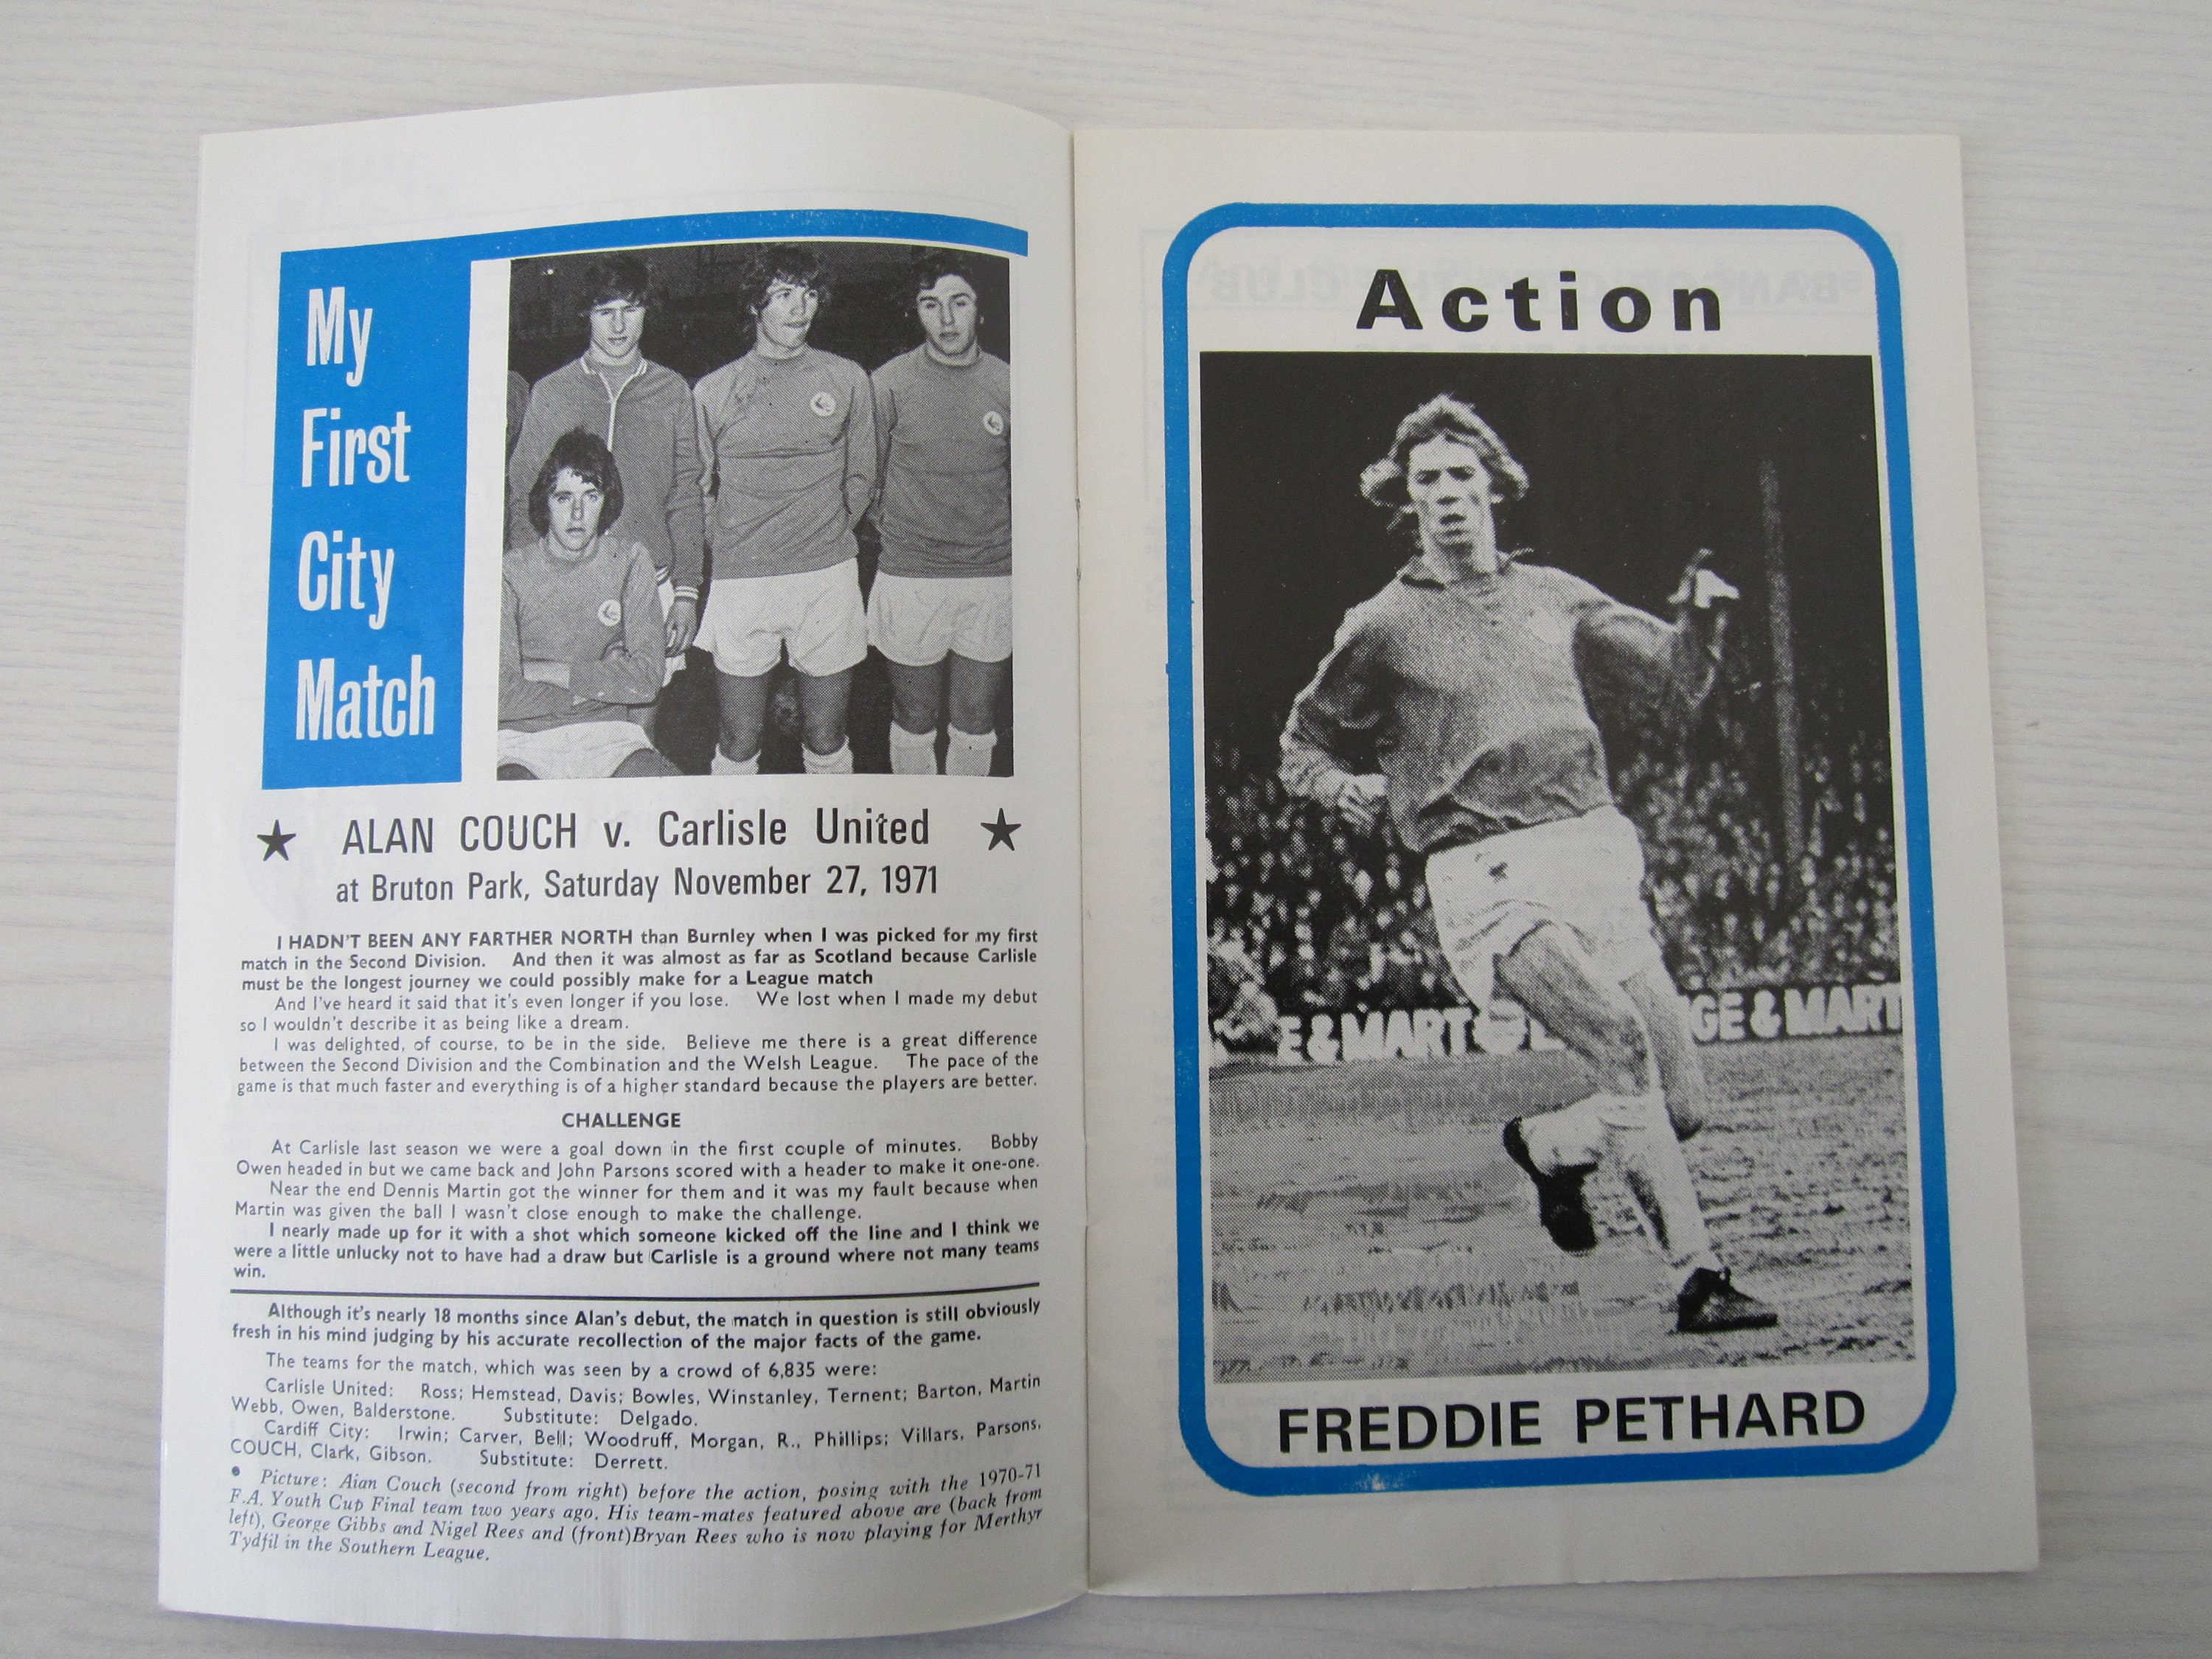 My
First
City
Match
★ ALAN COUCH v. Carlisle United ★
at Bruton Park, Saturday November 27, 1971
I HADN'T BEEN ANY FARTHER NORTH than Burnley when I was picked for my first
match in the Second Division. And then it was almost as far as Scotland because Carlisle
must be the longest journey we could possibly make for a League match
And I've heard it said that it's even longer if you lose. We lost when I made my debut
so I wouldn't describe it as being like a dream.
I was delighted, of course, to be in the side. Believe me there is a great difference
between the Second Division and the Combination and the Welsh League. The pace of the
game is that much faster and everything is of a higher standard because the players are better.
CHALLENGE
At Carlisle last season we were a goal down in the first couple of minutes. Bobby
Owen headed in but we came back and John Parsons scored with a header to make it one-one.
Near the end Dennis Martin got the winner for them and it was my fault because when
Martin was given the ball I wasn't close enough to make the challenge.
I nearly made up for it with a shot which someone kicked off the line and I think we
were a little unlucky not to have had a draw but Carlisle is a ground where not many teams
win.
Although it's nearly 18 months since Alan's debut, the match in question is still obviously
fresh in his mind judging by his accurate recollection of the major facts of the game.
The teams for the match, which was seen by a crowd of 6,835 were:
Carlisle United: Ross; Hemstead, Davis; Bowles, Winstanley, Ternent; Barton, Martin
Webb, Owen, Balderstone. Substitute: Delgado.
Cardiff City: Irwin; Carver, Bell; Woodruff, Morgan, R., Phillips; Villars, Parsons,
COUCH, Clark, Gibson. Substitute: Derrett.
• Picture: Aian Couch (second from right) before the action, posing with the 1970-71
F.A. Youth Cup Final team two years ago. His team-mates featured above are (back from
left), George Gibbs and Nigel Rees and (front)Bryan Rees who is now playing for Merthyr
Tydfil in the Southern League.
Action
E & MART
GE & MART
FREDDIE PETHARD